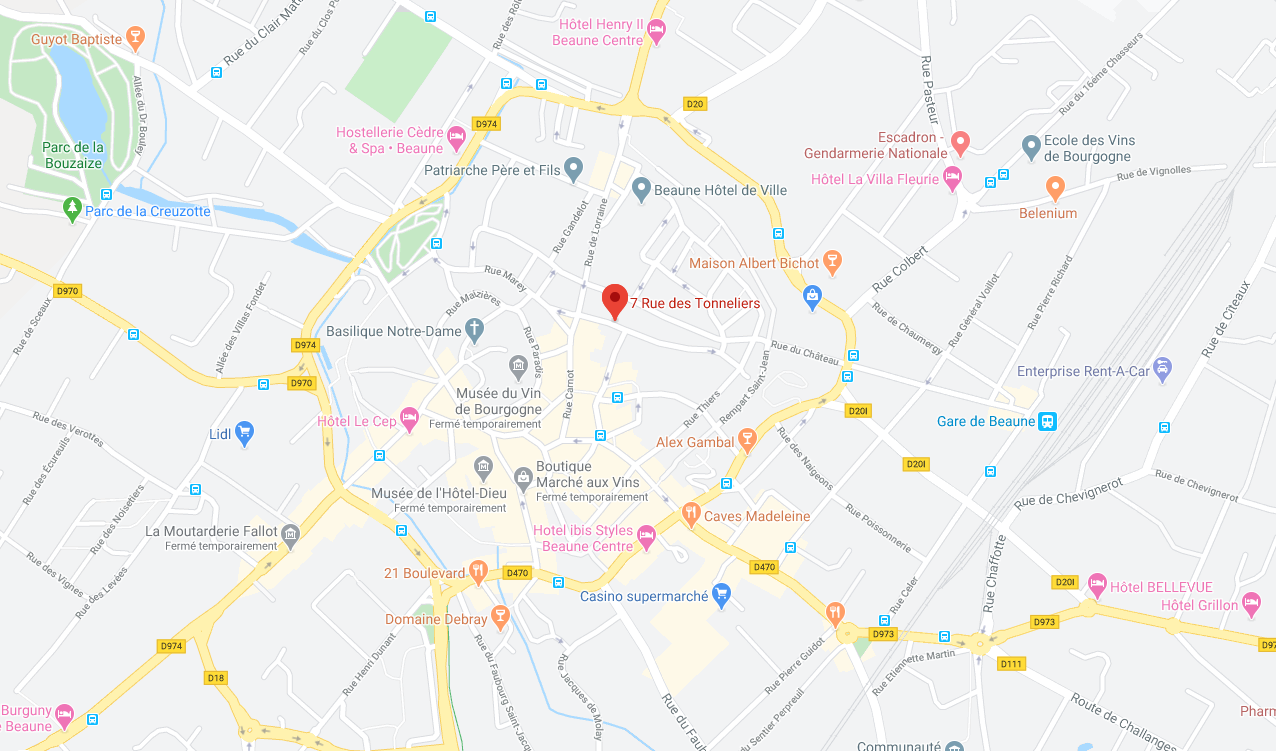 Hôtel Henry II
Beaune Centre
Guyot Baptiste
Rue du Clair Mat
Rue du Clos Po
Rue des Rôle
Allée du Dr. Bouley
D20
D974
Rue Pasteur
Rue du 16ème Chasseurs
Hostellerie Cèdre
& Spa • Beaune
Escadron -
Gendarmerie Nationale
Ecole des Vins
de Bourgogne
Parc de la
Bouzaize
Patriarche Père et Fils
Hôtel La Villa Fleurie
Rue de Vignolles
Beaune Hôtel de Ville
Parc de la Creuzotte
Belenium
Rue Gandelot
Rue de Lorraine
Maison Albert Bichot
Rue Colbert
Rue Marey
D970
Rue Maizières
7 Rue des Tonneliers
Rue de Sceaux
Allée des Villas Fondet
Rue de Chaumergy
Rue Général Voillot
Rue Pierre Richard
Rue de Cîteaux
Basilique Notre-Dame
Rue Paradis
D974
Rue du Château
D970
Musée du Vin
de Bourgogne
Fermé temporairement
Rue Carnot
Rempart Saint-Jean
Enterprise Rent-A-Car
Rue Thiers
Hôtel Le Cep
D20I
Gare de Beaune
Rue des Verottes
Lidl
Alex Gambal
Rue des Écureuils
Rue des Naigeons
D20I
Boutique
Marché aux Vins
Fermé temporairement
Musée de l'Hôtel-Dieu
Fermé temporairement
Rue de Chevignerot
Rue de Chevignerot
Rue des Noisetiers
Caves Madeleine
Rue Poissonnerie
La Moutarderie Fallot
Fermé temporairement
Hotel ibis Styles
Beaune Centre
Rue des Vignes
Rue des Levées
21 Boulevard
D470
D470
Rue Celer
Rue Chaffotte
D20I
Hôtel BELLEVUE
Casino supermarché
Hôtel Grillon
Domaine Debray
D973
D973
D97
D974
Rue Henri Dunant
Rue du Faubourg Saint-Jacq
Rue Jacques de Molay
Rue Pierre Guidot
Rue Etiennette Martin
D111
D18
Rue du Sentier Perpreuil
Rue du Faub
Route de Challanges
Burguny
e Beaune
Pharm
Communauté